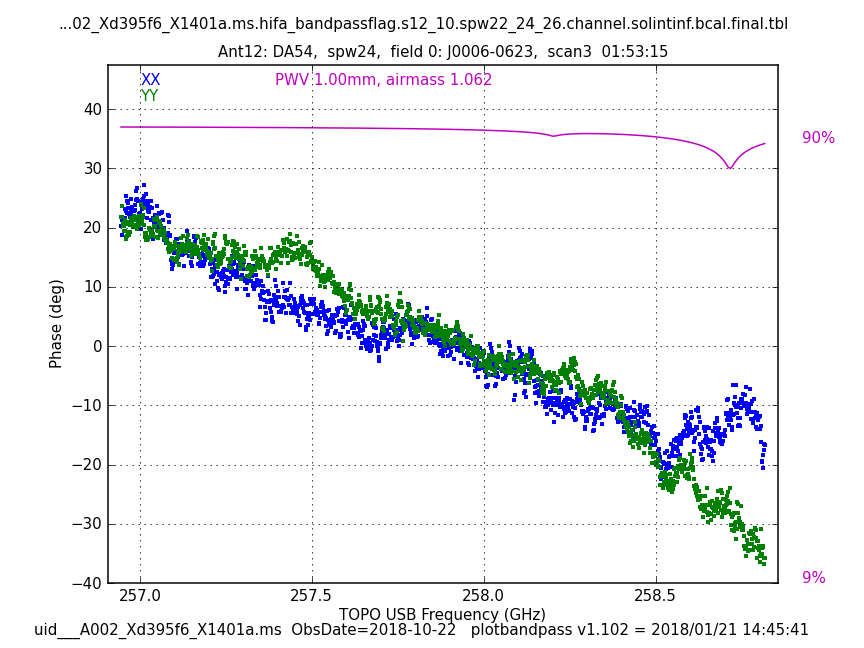 ...02_Xd395f6_X1401a.ms.hifa_bandpassflag.s12_10.spw22_24_26.channel.solintinf.bcal.final.tbl
Ant12: DA54, spw24, field 0: J0006-0623, scan3 01:53:15
XX
YY
PWV 1.00mm, airmass 1.062
40
30
20
10
0
−10
−20
−30
−40
Phase (deg)
90%
9%
257.0 257.5 258.0 258.5
TOPO USB Frequency (GHz)
uid___A002_Xd395f6_X1401a.ms ObsDate=2018-10-22 plotbandpass v1.102 = 2018/01/21 14:45:41